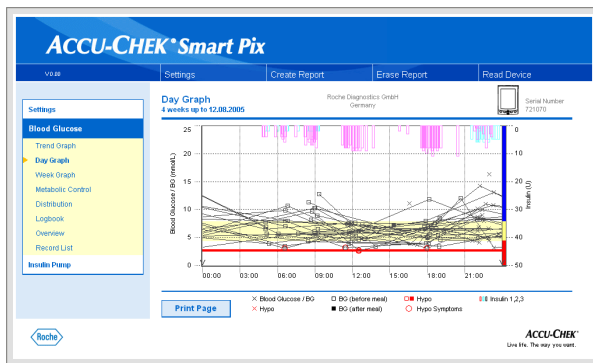 ACCU-CHEK® Smart Pix
V 0.99
Settings Create Report Erase Report Read Device
Settings
Blood Glucose
Trend Graph
Day Graph
Week Graph
Metabolic Control
Distribution
Logbook
Overview
Record List
Insulin Pump
Day Graph
4 weeks up to 12.08.2005
Roche Diagnostics GmbH
Germany
Serial Number
721070
Blood Glucose / BG (mmol/L)
25
20
15
10
5
0
0
10
20
30
40
50
Insulin (U)
00:00 03:00 06:00 09:00 12:00 15:00 18:00 21:00
Blood Glucose / BG
BG (before meal)
Hypo
Insulin 1,2,3
Hypo
BG (after meal)
Hypo Symptoms
Print Page
Roche
ACCU-CHEK®
Live life. The way you want.